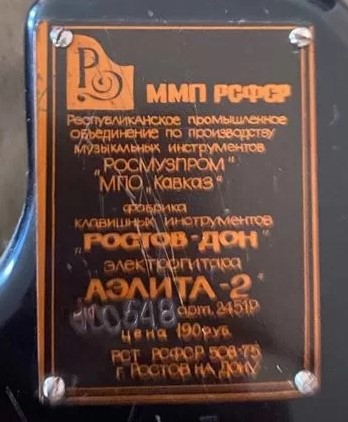 РО
ММП РСФСР
Республиканское промышленное
объединение по производству
музыкальных инструментов
„РОСМУЗПРОМ"
МПО „Кавказ"
фабрика
клавишных инструментов
"РОСТОВ-ДОН"
электрогитара
„АЭЛИТА-2"
арт. 2451Р
цена 190 руб.
РСТ РСФСР 508-75
г. Ростов на Дону